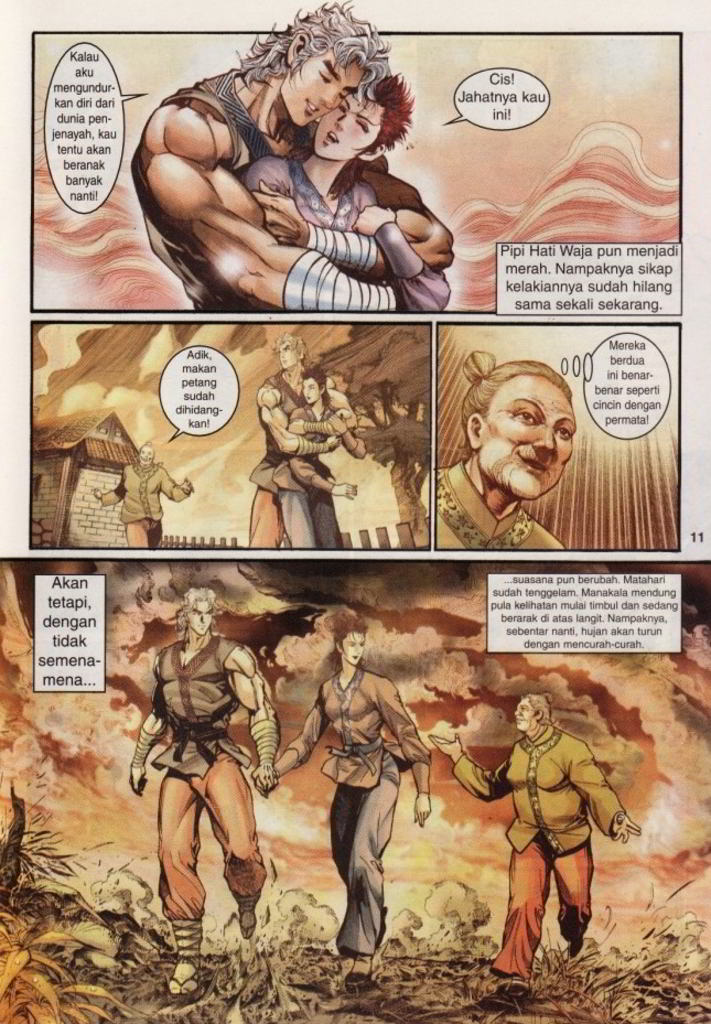 Kalau
aku
mengundur-
kan diri dari
dunia pen-
jenayah, kau
tentu akan
beranak
banyak
nanti!
Cis!
Jahatnya kau
ini!
Pipi Hati Waja pun menjadi
merah. Nampaknya sikap
kelakiannya sudah hilang
sama sekali sekarang.
Adik,
makan
petang
sudah
dihidang-
kan!
Mereka
berdua
ini benar-
benar seperti
cincin dengan
permata!
11
Akan
tetapi,
dengan
tidak
semena-
mena...
...suasana pun berubah. Matahari
sudah tenggelam. Manakala mendung
pula kelihatan mulai timbul dan sedang
berarak di atas langit. Nampaknya,
sebentar nanti, hujan akan turun
dengan mencurah-curah.